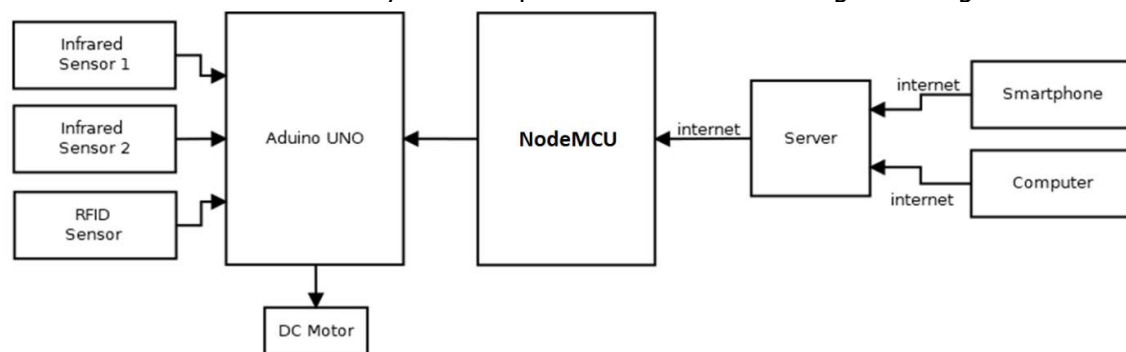 Infrared
Sensor 1
Infrared
Sensor 2
RFID
Sensor
Aduino UNO
DC Motor
NodeMCU
internet
Server
internet
internet
Smartphone
Computer